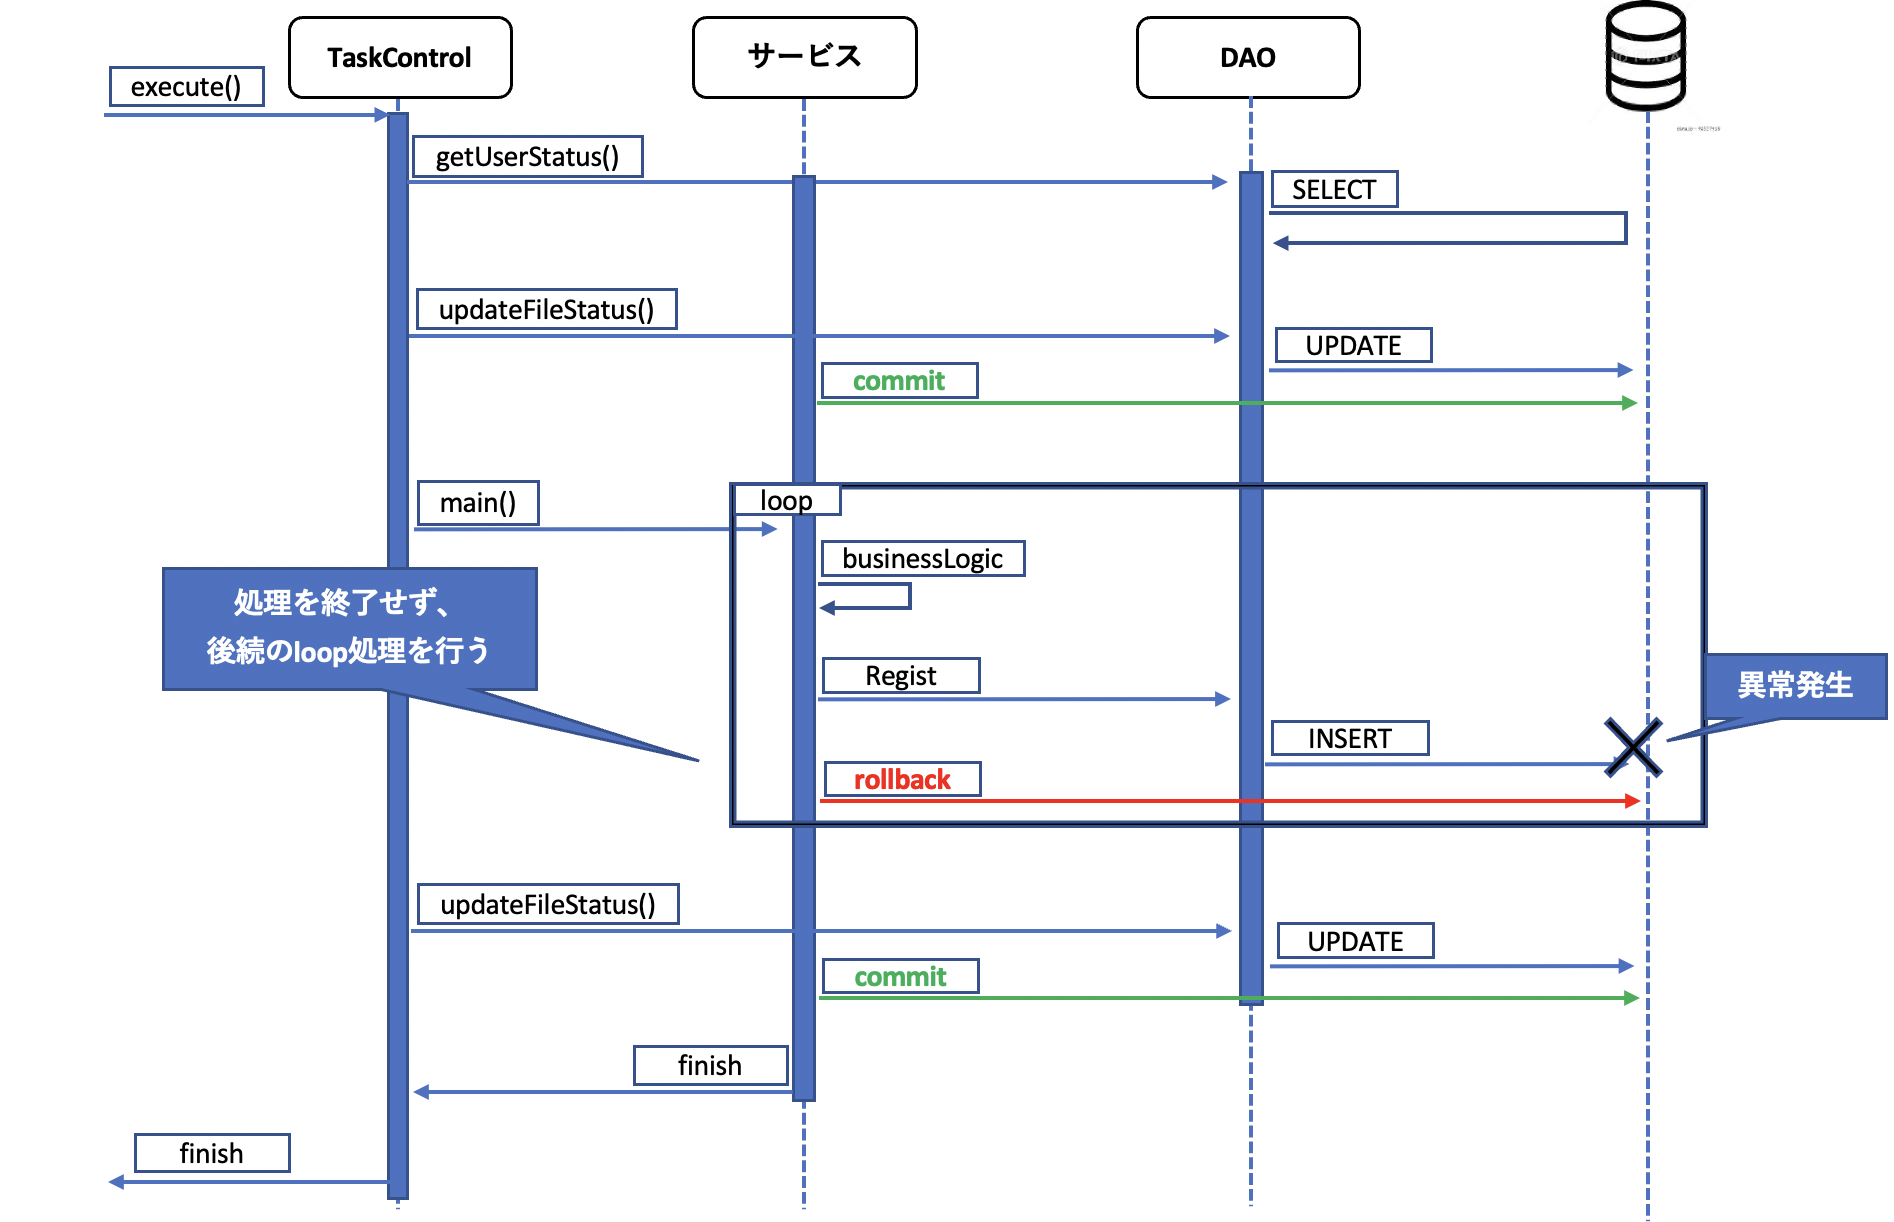 TaskControl
サービス
DAO
execute()
getUserStatus()
SELECT
updateFileStatus()
UPDATE
commit
main()
loop
businessLogic
処理を終了せず、
後続のloop処理を行う
Regist
異常発生
INSERT
rollback
updateFileStatus()
UPDATE
commit
finish
finish